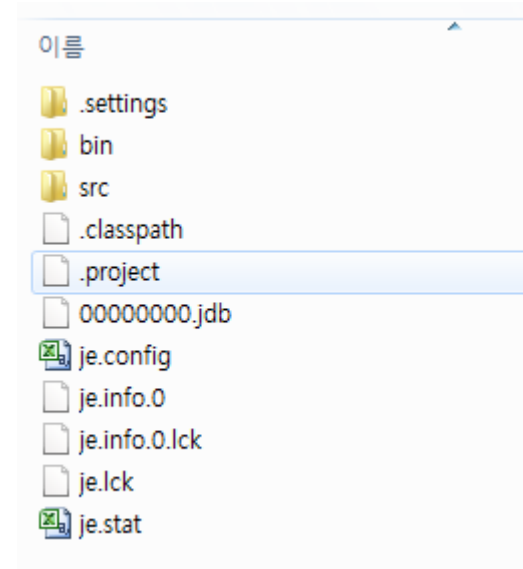 이름
.settings
bin
src
.classpath
.project
00000000.jdb
je.config
je.info.0
je.info.0.lck
je.lck
je.stat